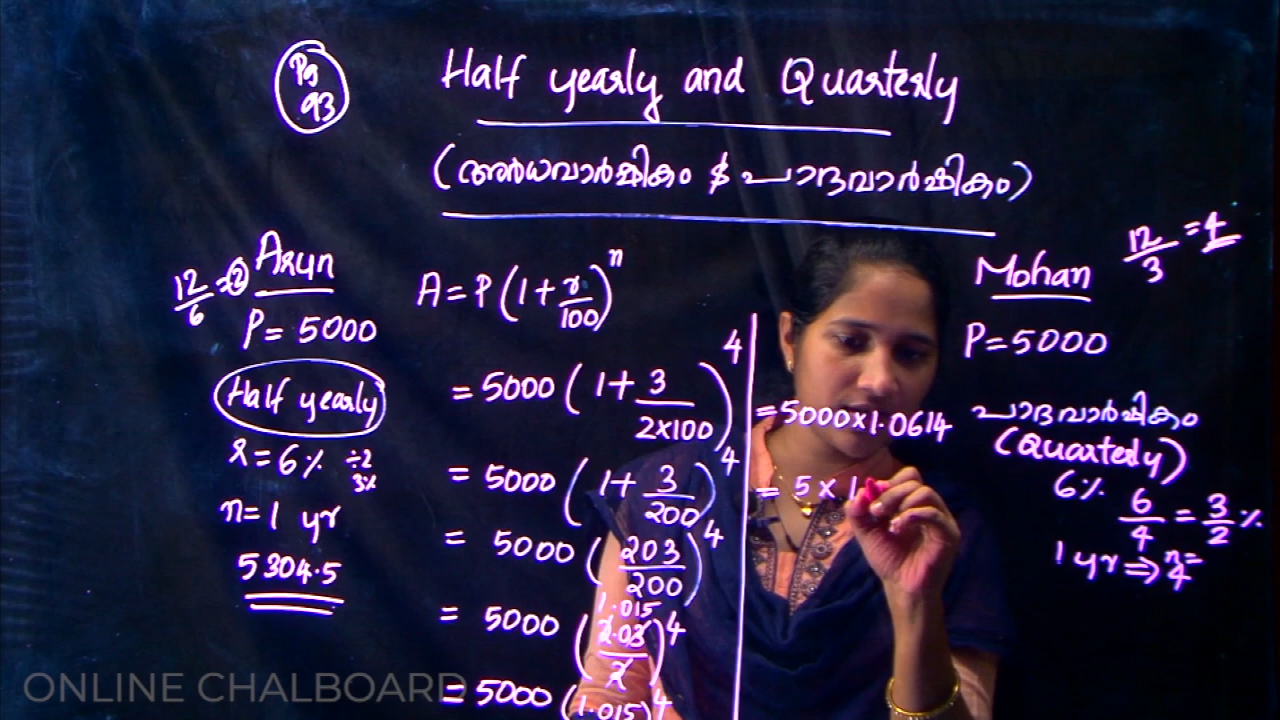 Pg 93
Half yearly and Quarterly
(അർധവാർഷികം & പാദവാർഷികം)
12/6 = 2
Arun
P = 5000
Half yearly
r = 6% ÷2
3%
n = 1 yr
5304.5
A = P(1 + r/100)^n
= 5000(1 + 3/2×100)^4
= 5000(1 + 3/200)^4
= 5000(203/200)^4
1.015
= 5000(2.03/2)^4
= 5000(1.015)^4
= 5000×1.0614
= 5 × 1
Mohan
12/3 = 4
P = 5000
പാദവാർഷികം
(Quarterly)
6%
6/4 = 3/2 %
1 yr ⇒ n = 4
ONLINE CHALBOARD